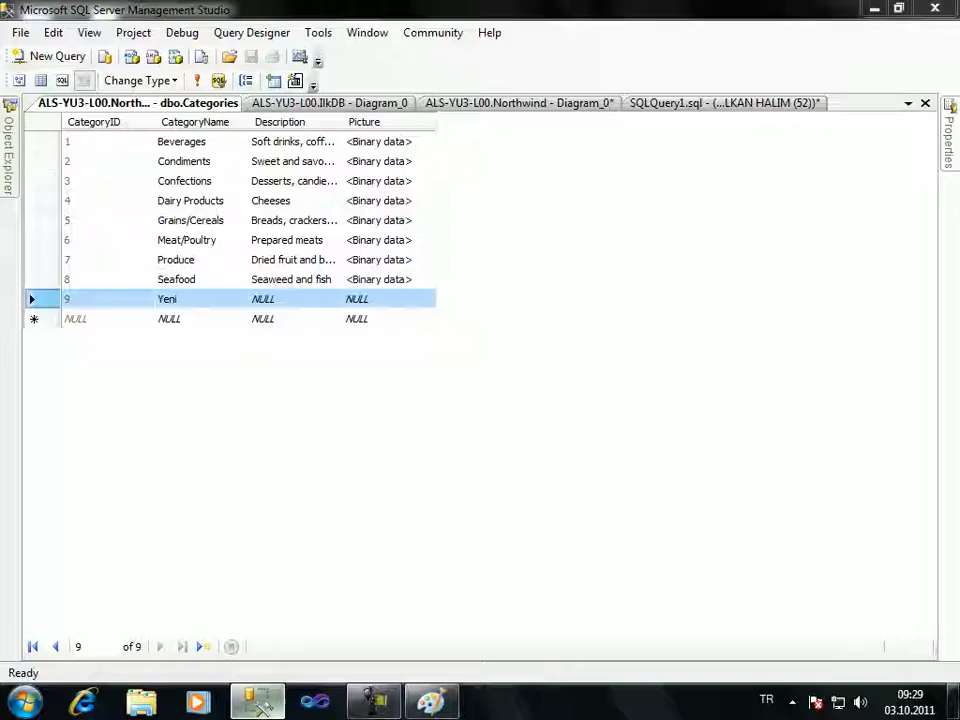 Microsoft SQL Server Management Studio
File Edit View Project Debug Query Designer Tools Window Community Help
New Query
SQL Change Type SQL
ALS-YU3-L00.North... - dbo.Categories ALS-YU3-L00.IlkDB - Diagram_0 ALS-YU3-L00.Northwind - Diagram_0* SQLQuery1.sql - (...LKAN HALIM (52))*
Object Explorer
Properties
CategoryID CategoryName Description Picture
1 Beverages Soft drinks, coff... <Binary data>
2 Condiments Sweet and savo... <Binary data>
3 Confections Desserts, candie... <Binary data>
4 Dairy Products Cheeses <Binary data>
5 Grains/Cereals Breads, crackers... <Binary data>
6 Meat/Poultry Prepared meats <Binary data>
7 Produce Dried fruit and b... <Binary data>
8 Seafood Seaweed and fish <Binary data>
9 Yeni NULL NULL
NULL NULL NULL NULL
9 of 9
Ready
TR 09:29
03.10.2011